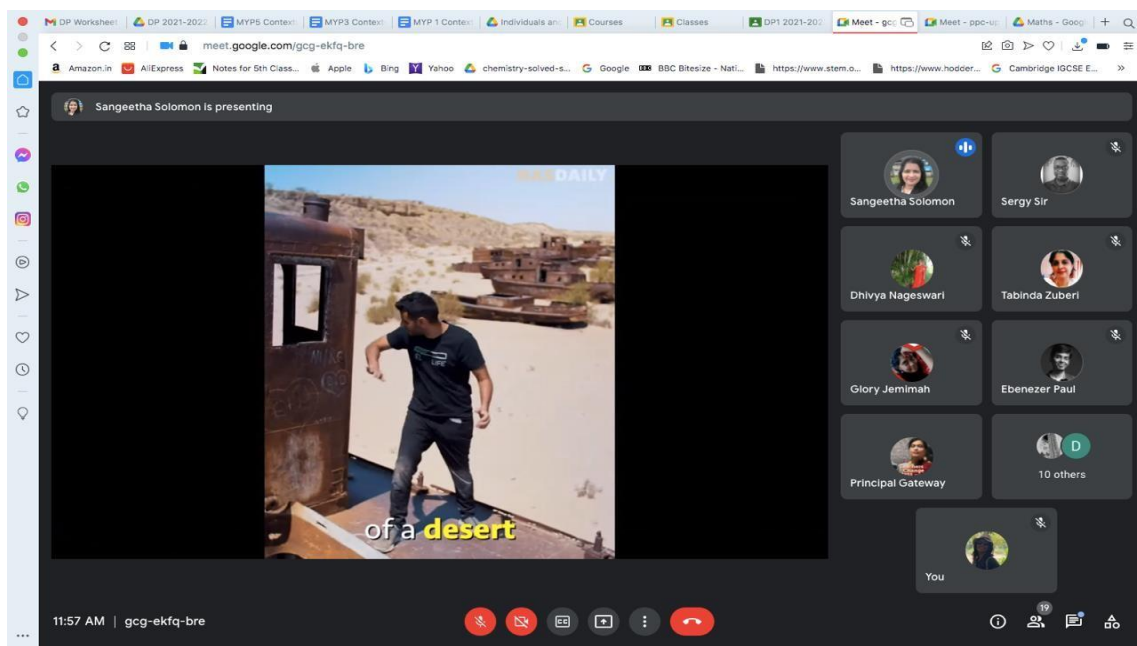 DP Worksheet
DP 2021-2022
MYP5 Context
MYP3 Context
MYP 1 Context
Individuals and
Courses
Classes
DP1 2021-202
Meet - gcg
Meet - ppc-up
Maths - Googl
meet.google.com/gcg-ekfq-bre
Amazon.in
AliExpress
Notes for 5th Class...
Apple
Bing
Yahoo
chemistry-solved-s...
Google
BBC Bitesize - Nati...
https://www.stem.o...
https://www.hodder...
Cambridge IGCSE E...
Sangeetha Solomon is presenting
NAS DAILY
LIFE
of a desert
Sangeetha Solomon
Sergy Sir
Dhivya Nageswari
Tabinda Zuberi
Glory Jemimah
Ebenezer Paul
Principal Gateway
D
10 others
You
11:57 AM | gcg-ekfq-bre
19